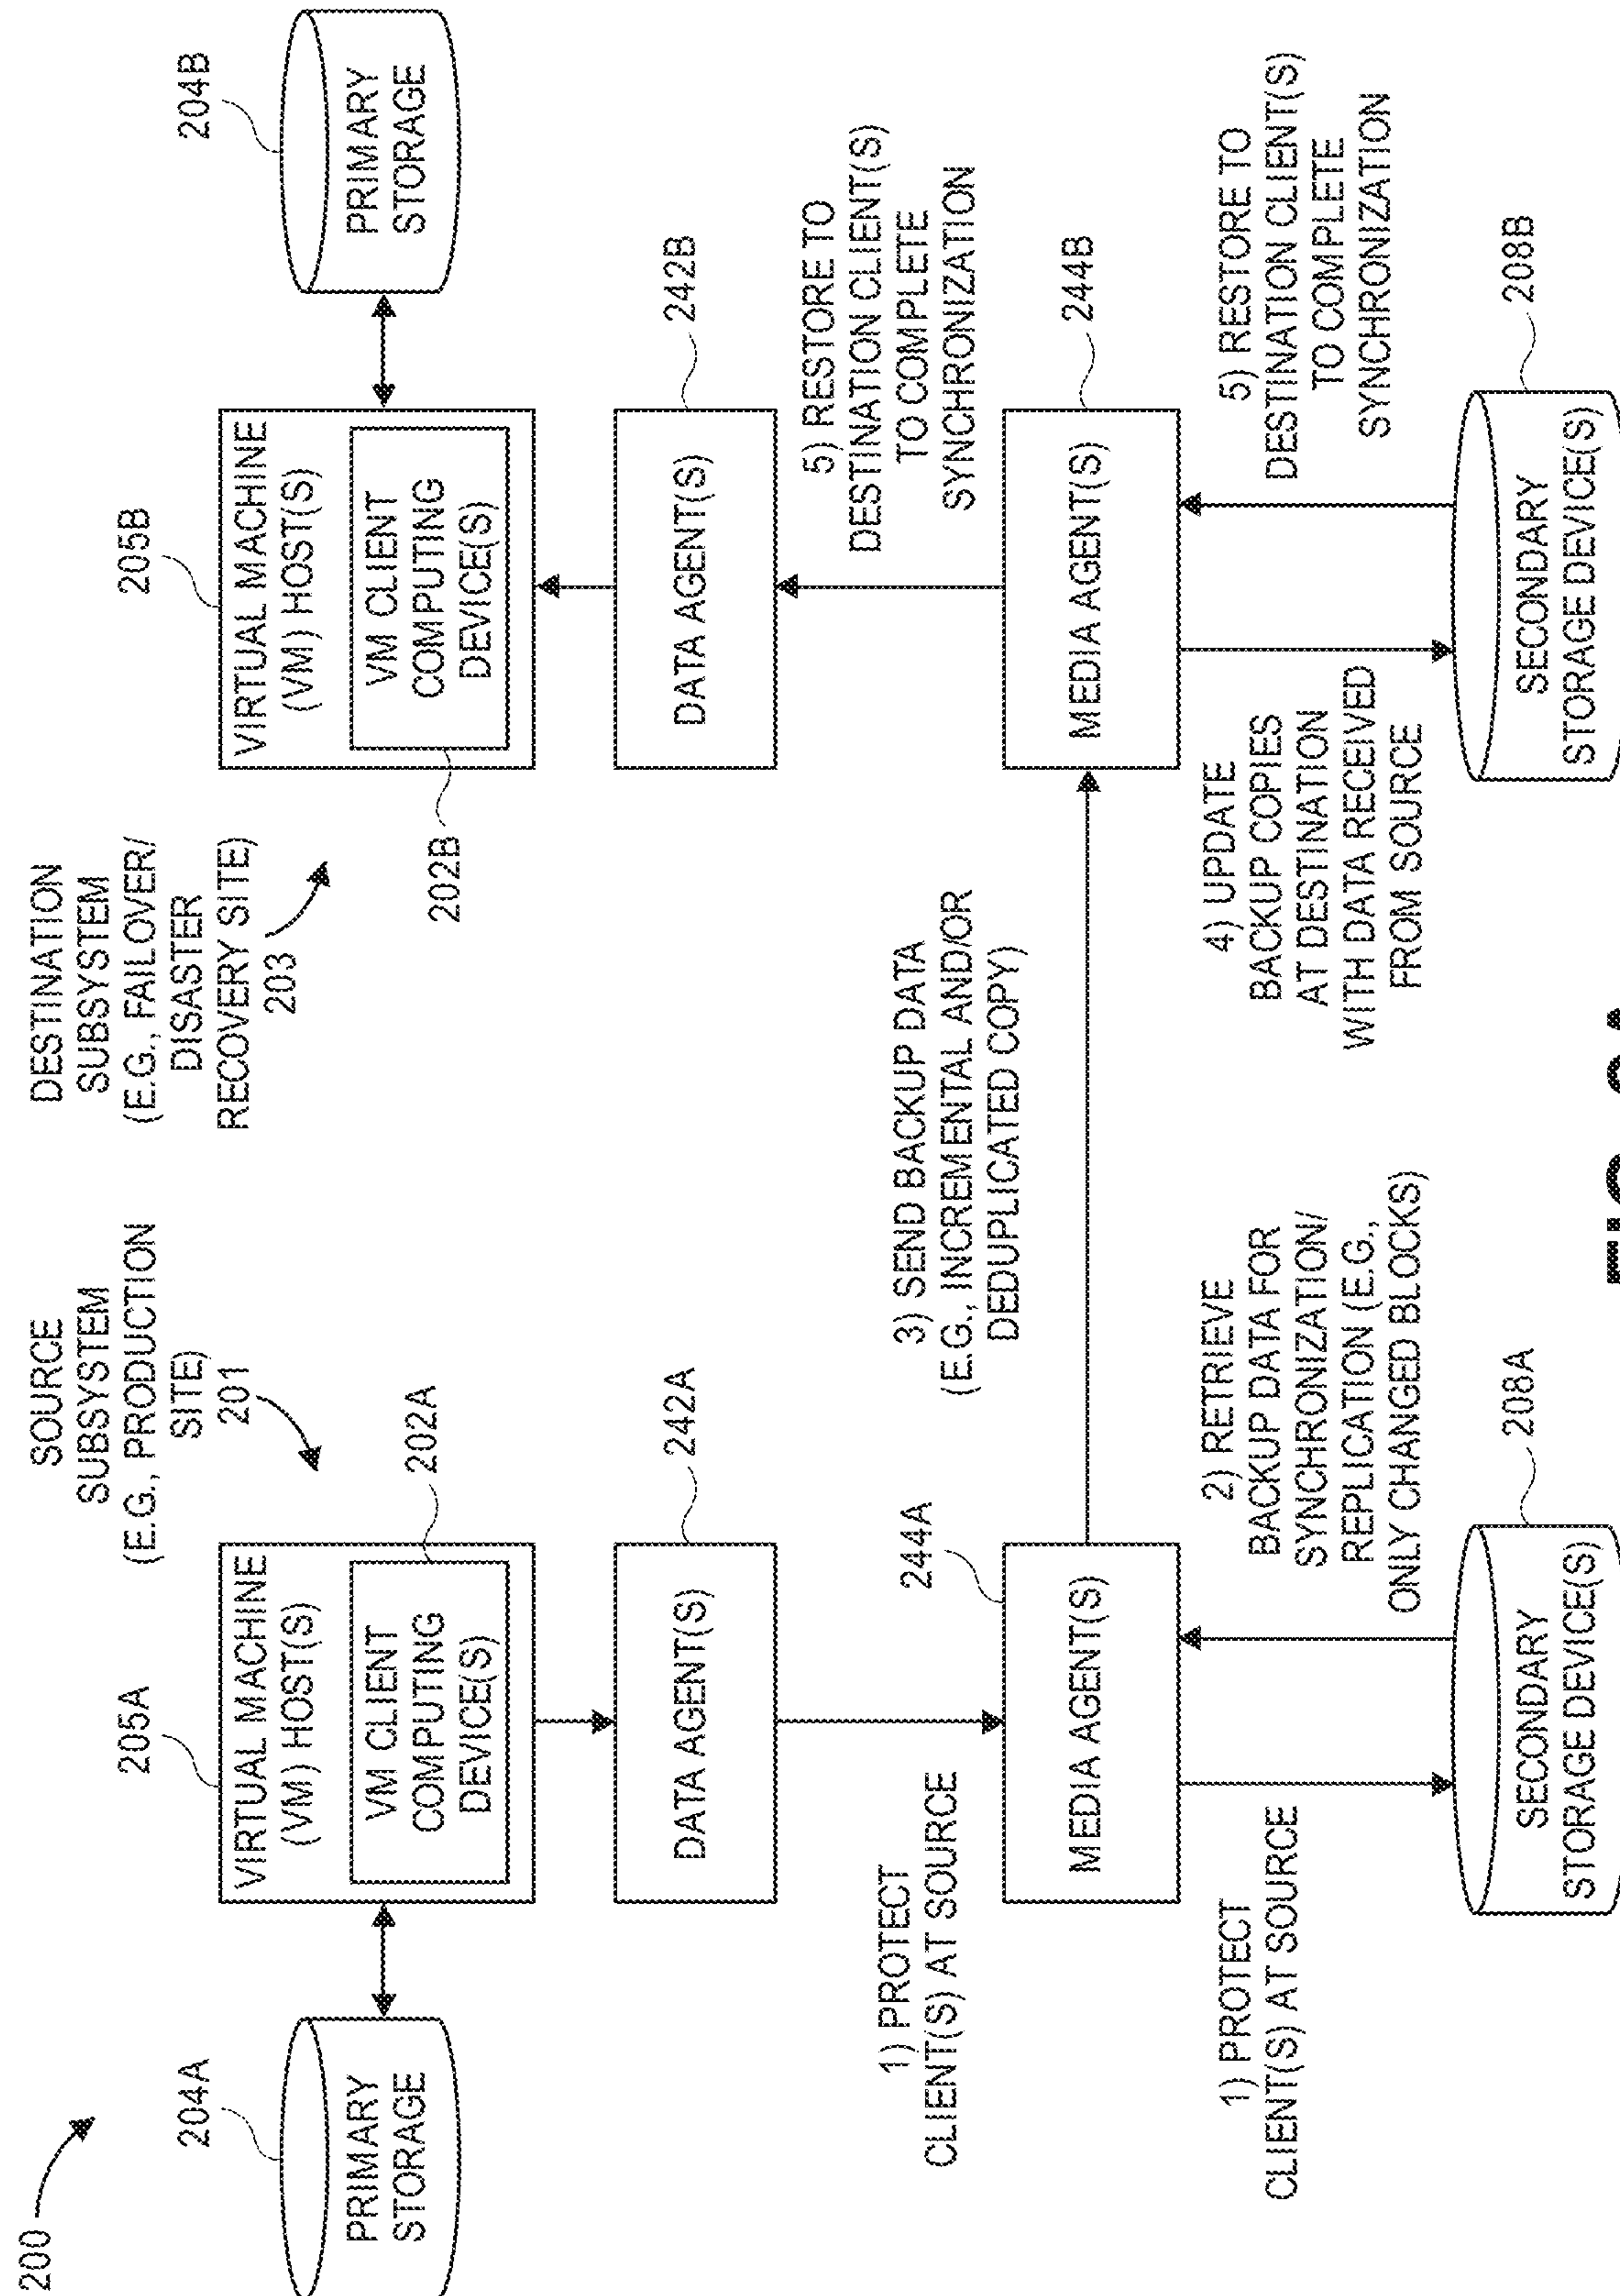 200
SOURCE
SUBSYSTEM
(E.G., PRODUCTION
SITE)
201
DESTINATION
SUBSYSTEM
(E.G., FAILOVER/
DISASTER
RECOVERY SITE)
203
204A
PRIMARY
STORAGE
205A
VIRTUAL MACHINE
(VM) HOST(S)
VM CLIENT
COMPUTING
DEVICE(S)
202A
205B
VIRTUAL MACHINE
(VM) HOST(S)
VM CLIENT
COMPUTING
DEVICE(S)
202B
204B
PRIMARY
STORAGE
DATA AGENT(S)
242A
DATA AGENT(S)
242B
1) PROTECT
CLIENT(S) AT SOURCE
244A
3) SEND BACKUP DATA
(E.G., INCREMENTAL AND/OR
DEDUPLICATED COPY)
5) RESTORE TO
DESTINATION CLIENT(S)
TO COMPLETE
SYNCHRONIZATION
MEDIA AGENT(S)
MEDIA AGENT(S)
244B
1) PROTECT
CLIENT(S) AT SOURCE
2) RETRIEVE
BACKUP DATA FOR
SYNCHRONIZATION/
REPLICATION (E.G.,
ONLY CHANGED BLOCKS)
4) UPDATE
BACKUP COPIES
AT DESTINATION
WITH DATA RECEIVED
FROM SOURCE
5) RESTORE TO
DESTINATION CLIENT(S)
TO COMPLETE
SYNCHRONIZATION
SECONDARY
STORAGE DEVICE(S)
208A
SECONDARY
STORAGE DEVICE(S)
208B